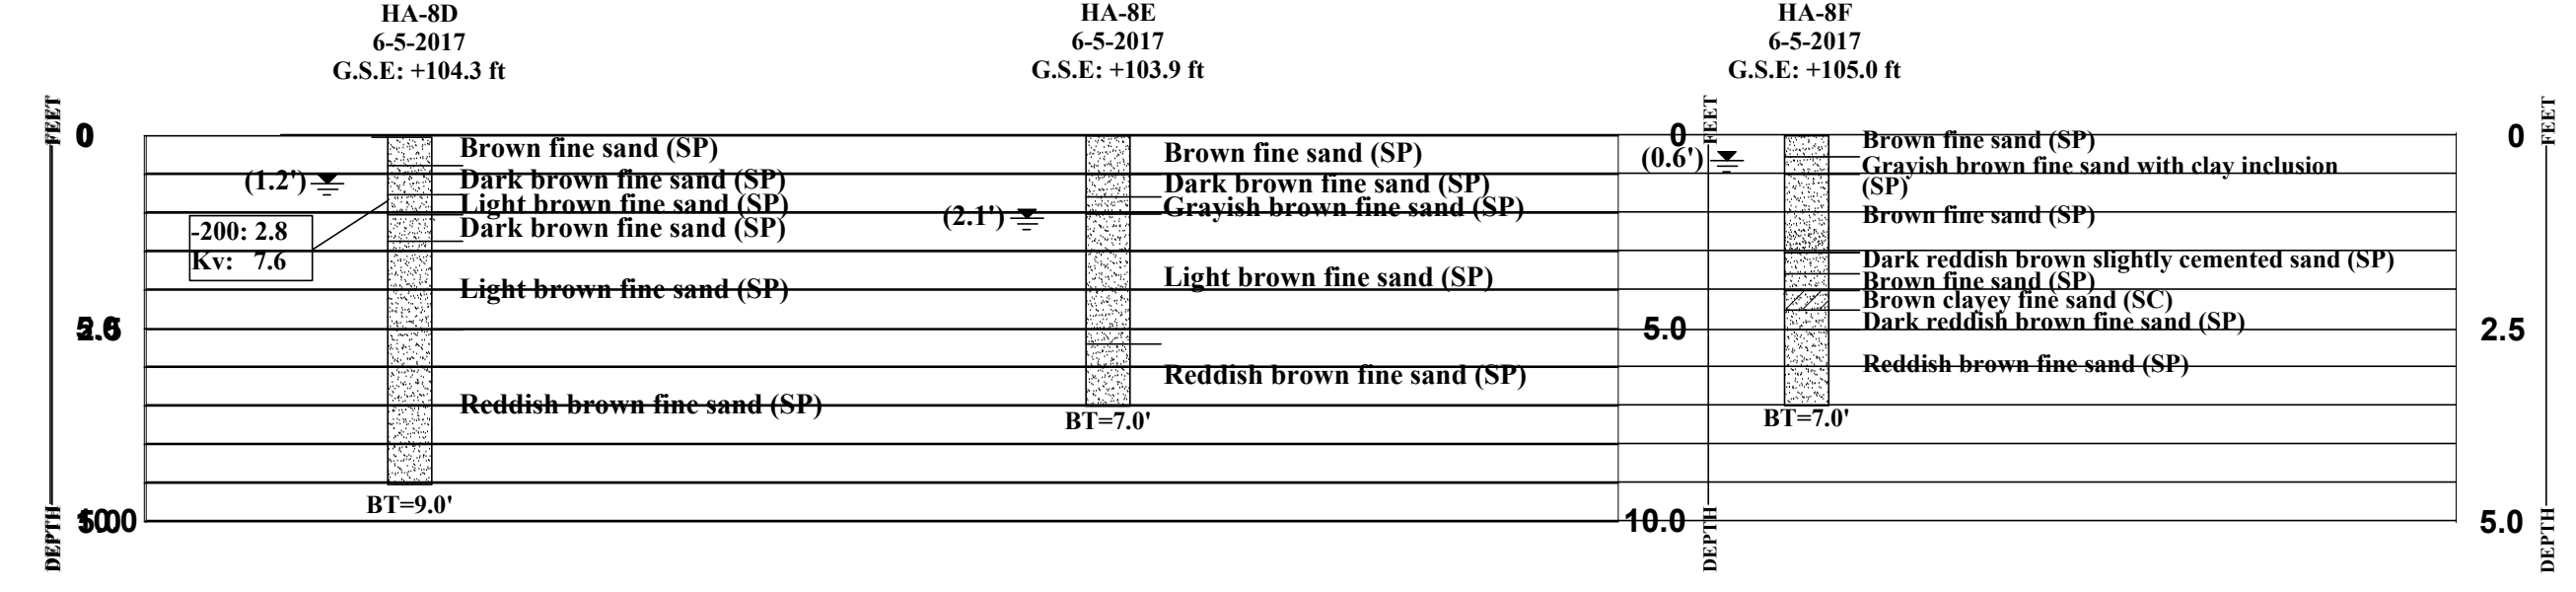 HA-8D
6-5-2017
G.S.E: +104.3 ft
HA-8E
6-5-2017
G.S.E: +103.9 ft
HA-8F
6-5-2017
G.S.E: +105.0 ft
FEET
0
DEPTH
(1.2')
-200: 2.8
Kv: 7.6
Brown fine sand (SP)
Dark brown fine sand (SP)
Light brown fine sand (SP)
Dark brown fine sand (SP)
Light brown fine sand (SP)
Reddish brown fine sand (SP)
BT=9.0'
(2.1')
Brown fine sand (SP)
Dark brown fine sand (SP)
Grayish brown fine sand (SP)
Light brown fine sand (SP)
Reddish brown fine sand (SP)
BT=7.0'
0
5.0
10.0
FEET
DEPTH
(0.6')
Brown fine sand (SP)
Grayish brown fine sand with clay inclusion
(SP)
Brown fine sand (SP)
Dark reddish brown slightly cemented sand (SP)
Brown fine sand (SP)
Brown clayey fine sand (SC)
Dark reddish brown fine sand (SP)
Reddish brown fine sand (SP)
BT=7.0'
0
2.5
5.0
FEET
DEPTH